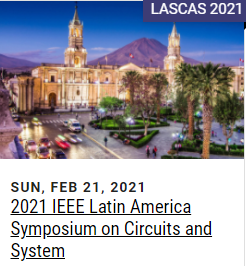 LASCAS 2021
SUN, FEB 21, 2021
2021 IEEE Latin America
Symposium on Circuits and
System